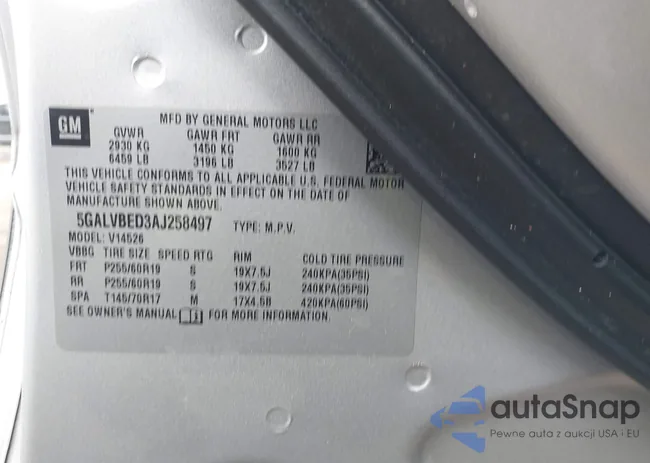 GM
MFD BY GENERAL MOTORS LLC
GVWR GAWR FRT GAWR RR
2930 KG 1450 KG 1600 KG
6459 LB 3196 LB 3527 LB
THIS VEHICLE CONFORMS TO ALL APPLICABLE U.S. FEDERAL MOTOR
VEHICLE SAFETY STANDARDS IN EFFECT ON THE DATE OF
MANUFACTURE SHOWN ABOVE.
5GALVBED3AJ258497 TYPE: M.P.V.
MODEL: V14526
VBBG TIRE SIZE SPEED RTG RIM COLD TIRE PRESSURE
FRT P255/60R19 S 19X7.5J 240KPA(35PSI)
RR P255/60R19 S 19X7.5J 240KPA(35PSI)
SPA T145/70R17 M 17X4.5B 420KPA(60PSI)
SEE OWNER'S MANUAL FOR MORE INFORMATION.
autaSnap
Pewne auta z aukcji USA i EU